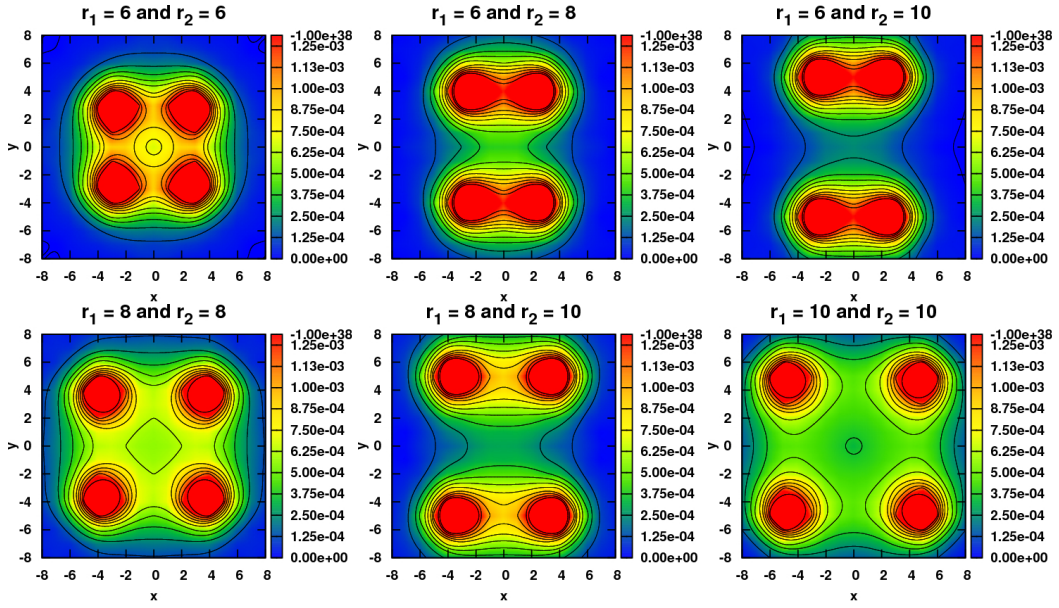 r1 = 6 and r2 = 6
8
6
4
2
0
-2
-4
-6
-8
y
-8 -6 -4 -2 0 2 4 6 8
x
-1.00e+38
1.25e-03
1.13e-03
1.00e-03
8.75e-04
7.50e-04
6.25e-04
5.00e-04
3.75e-04
2.50e-04
1.25e-04
0.00e+00
r1 = 6 and r2 = 8
8
6
4
2
0
-2
-4
-6
-8
y
-8 -6 -4 -2 0 2 4 6 8
x
-1.00e+38
1.25e-03
1.13e-03
1.00e-03
8.75e-04
7.50e-04
6.25e-04
5.00e-04
3.75e-04
2.50e-04
1.25e-04
0.00e+00
r1 = 6 and r2 = 10
8
6
4
2
0
-2
-4
-6
-8
y
-8 -6 -4 -2 0 2 4 6 8
x
-1.00e+38
1.25e-03
1.13e-03
1.00e-03
8.75e-04
7.50e-04
6.25e-04
5.00e-04
3.75e-04
2.50e-04
1.25e-04
0.00e+00
r1 = 8 and r2 = 8
8
6
4
2
0
-2
-4
-6
-8
y
-8 -6 -4 -2 0 2 4 6 8
x
-1.00e+38
1.25e-03
1.13e-03
1.00e-03
8.75e-04
7.50e-04
6.25e-04
5.00e-04
3.75e-04
2.50e-04
1.25e-04
0.00e+00
r1 = 8 and r2 = 10
8
6
4
2
0
-2
-4
-6
-8
y
-8 -6 -4 -2 0 2 4 6 8
x
-1.00e+38
1.25e-03
1.13e-03
1.00e-03
8.75e-04
7.50e-04
6.25e-04
5.00e-04
3.75e-04
2.50e-04
1.25e-04
0.00e+00
r1 = 10 and r2 = 10
8
6
4
2
0
-2
-4
-6
-8
y
-8 -6 -4 -2 0 2 4 6 8
x
-1.00e+38
1.25e-03
1.13e-03
1.00e-03
8.75e-04
7.50e-04
6.25e-04
5.00e-04
3.75e-04
2.50e-04
1.25e-04
0.00e+00